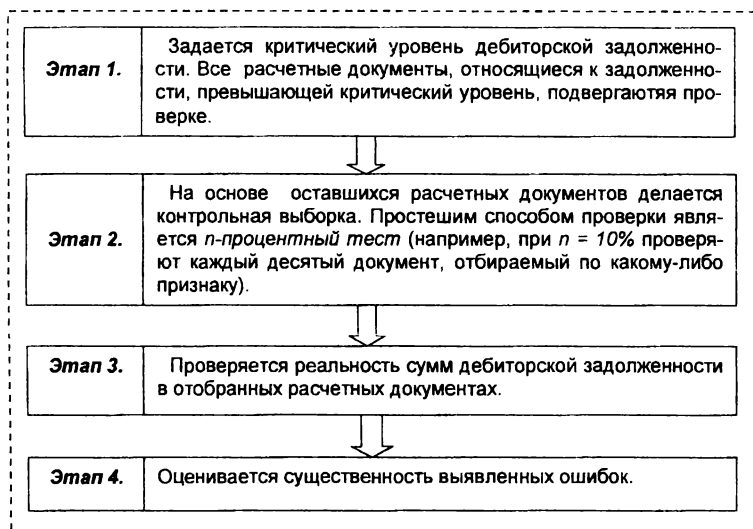 Этап 1.
Задается критический уровень дебиторской задолженно-
сти. Все расчетные документы, относящиеся к задолженно-
сти, превышающей критический уровень, подвергаютяя про-
верке.
Этап 2.
На основе оставшихся расчетных документов делается
контрольная выборка. Простешим способом проверки явля-
ется n-процентный тест (например, при n = 10% проверя-
ют каждый десятый документ, отбираемый по какому-либо
признаку).
Этап 3.
Проверяется реальность сумм дебиторской задолженности
в отобранных расчетных документах.
Этап 4.
Оценивается существенность выявленных ошибок.